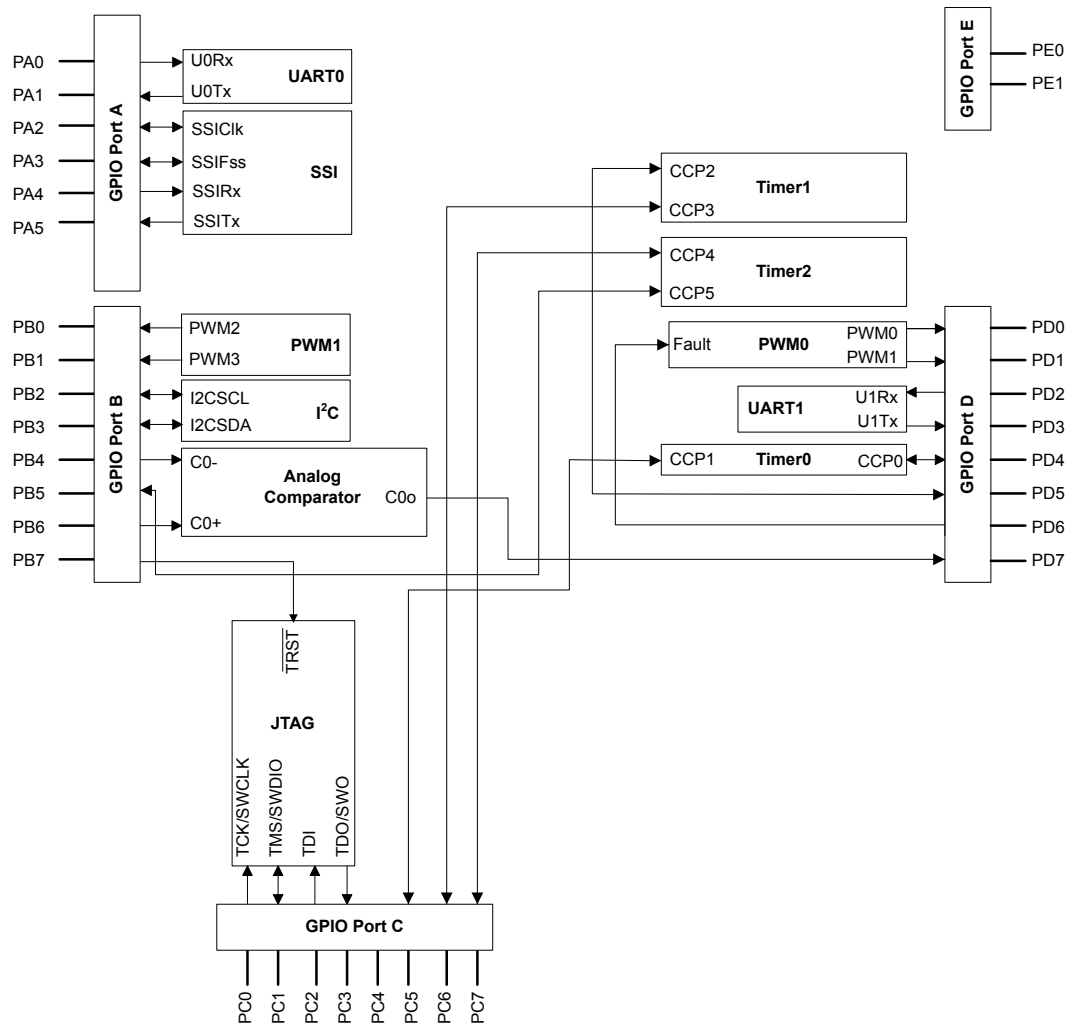 PA0
PA1
PA2
PA3
PA4
PA5
GPIO Port A
U0Rx
U0Tx
UART0
SSIClk
SSIFss
SSIRx
SSITx
SSI
GPIO Port E
PE0
PE1
CCP2
CCP3
Timer1
CCP4
CCP5
Timer2
PB0
PB1
PB2
PB3
PB4
PB5
PB6
PB7
GPIO Port B
PWM2
PWM3
PWM1
I2CSCL
I2CSDA
I²C
C0-
C0+
Analog
Comparator
C0o
Fault
PWM0
PWM0
PWM1
UART1
U1Rx
U1Tx
CCP1
Timer0
CCP0
GPIO Port D
PD0
PD1
PD2
PD3
PD4
PD5
PD6
PD7
TRST
JTAG
TCK/SWCLK
TMS/SWDIO
TDI
TDO/SWO
GPIO Port C
PC0
PC1
PC2
PC3
PC4
PC5
PC6
PC7